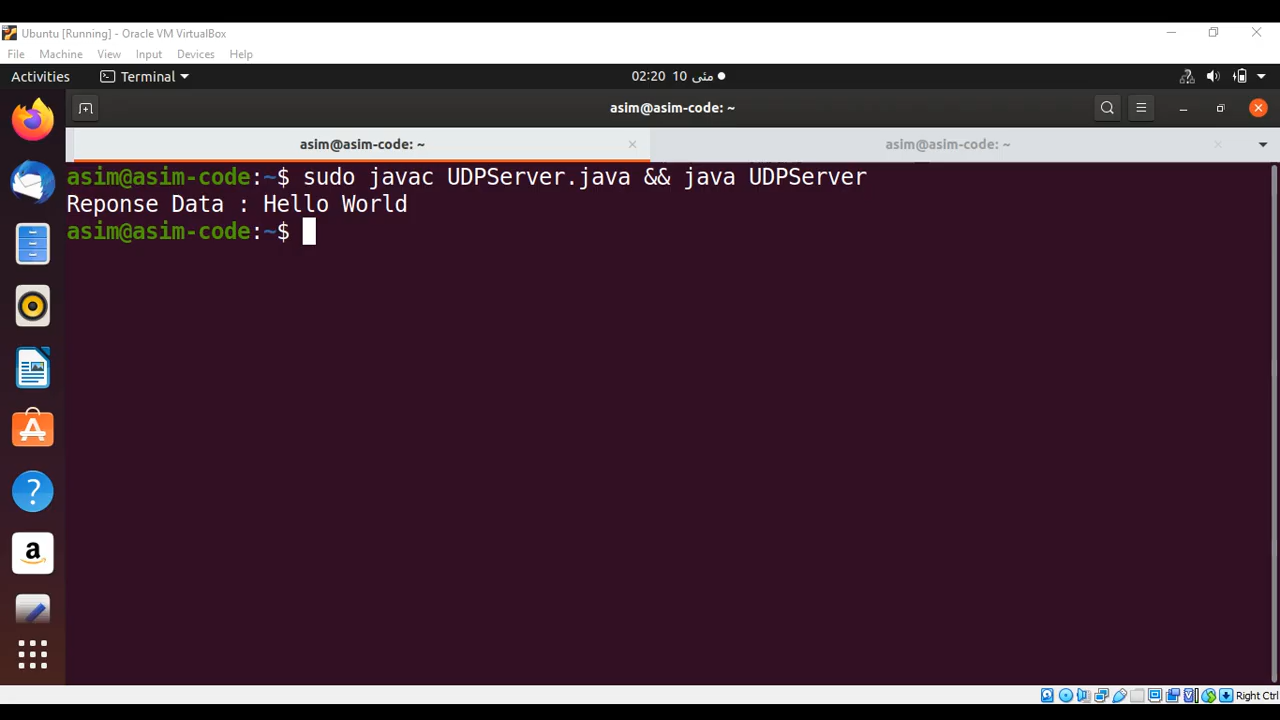 Ubuntu [Running] - Oracle VM VirtualBox
File Machine View Input Devices Help
Activities Terminal 02:20 10 مئی
asim@asim-code: ~
asim@asim-code: ~ asim@asim-code: ~
asim@asim-code:~$ sudo javac UDPServer.java && java UDPServer
Reponse Data : Hello World
asim@asim-code:~$
Right Ctrl